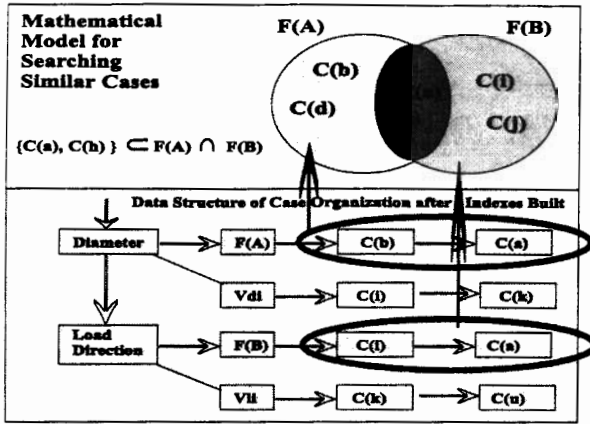 Mathematical
Model for
Searching
Similar Cases
F(A)
F(B)
C(b)
C(d)
C(l)
C(j)
{C(a), C(h) } ⊂ F(A) ∩ F(B)
Data Structure of Case Organization after Indexes Built
Diameter
F(A)
C(b)
C(a)
Vdi
C(i)
C(k)
Load
Direction
F(B)
C(l)
C(a)
Vli
C(k)
C(u)